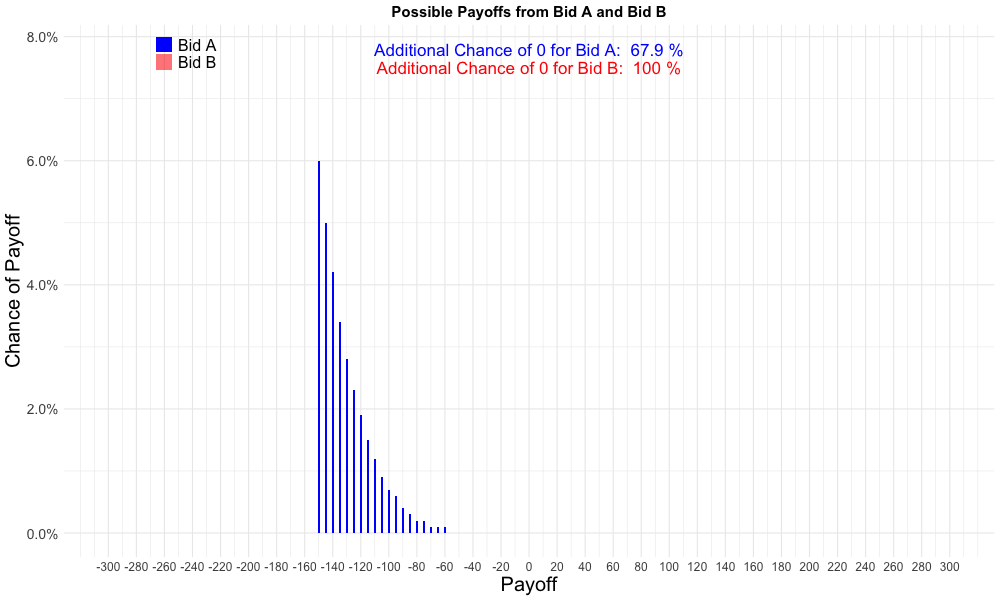 Possible Payoffs from Bid A and Bid B
Bid A
Bid B
Additional Chance of 0 for Bid A:  67.9 %
Additional Chance of 0 for Bid B:  100 %
8.0%
6.0%
4.0%
2.0%
0.0%
Chance of Payoff
-300 -280 -260 -240 -220 -200 -180 -160 -140 -120 -100 -80 -60 -40 -20 0 20 40 60 80 100 120 140 160 180 200 220 240 260 280 300
Payoff